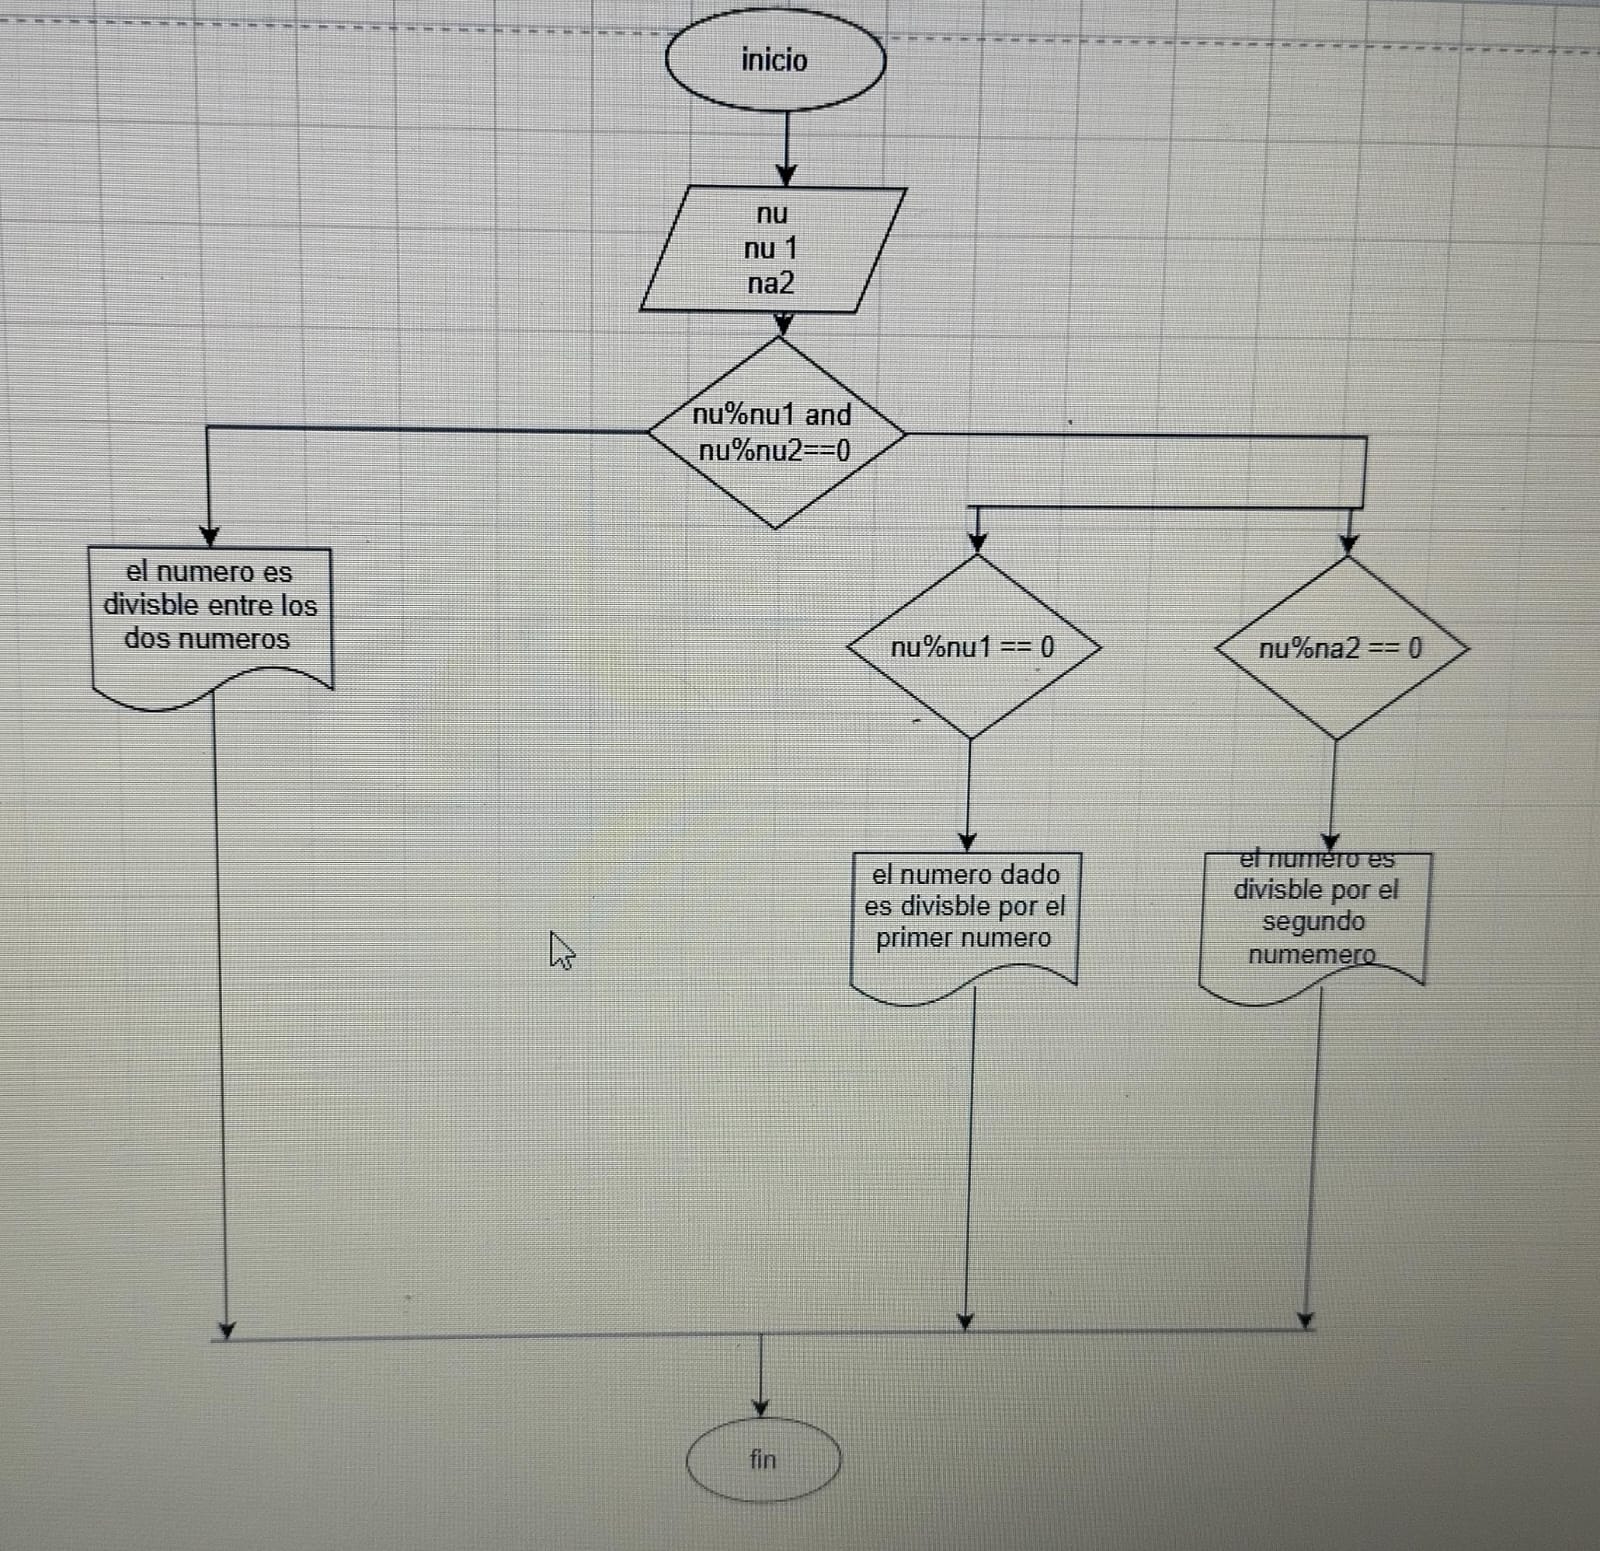 inicio
nu
nu 1
na2
nu%nu1 and
nu%nu2==0
el numero es
divisble entre los
dos numeros
nu%nu1 == 0
nu%na2 == 0
el numero dado
es divisble por el
primer numero
el numero es
divisble por el
segundo
numemero
fin